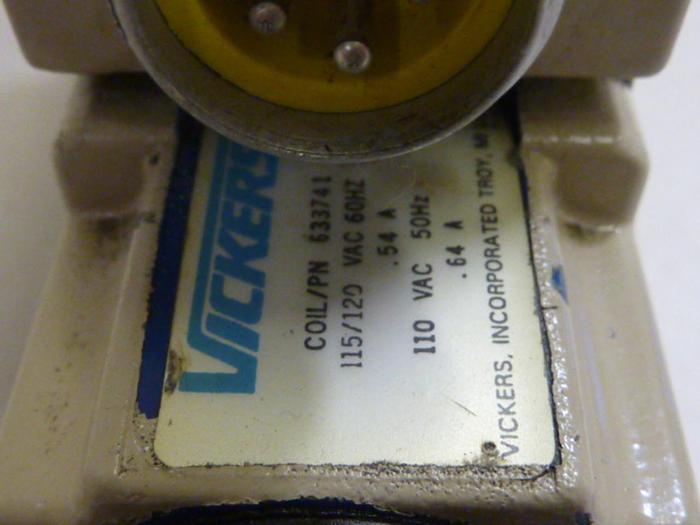 VICKERS
COIL/PN 633741
115/120 VAC 60HZ
.54 A
110 VAC 50Hz
.64 A
VICKERS, INCORPORATED TROY,